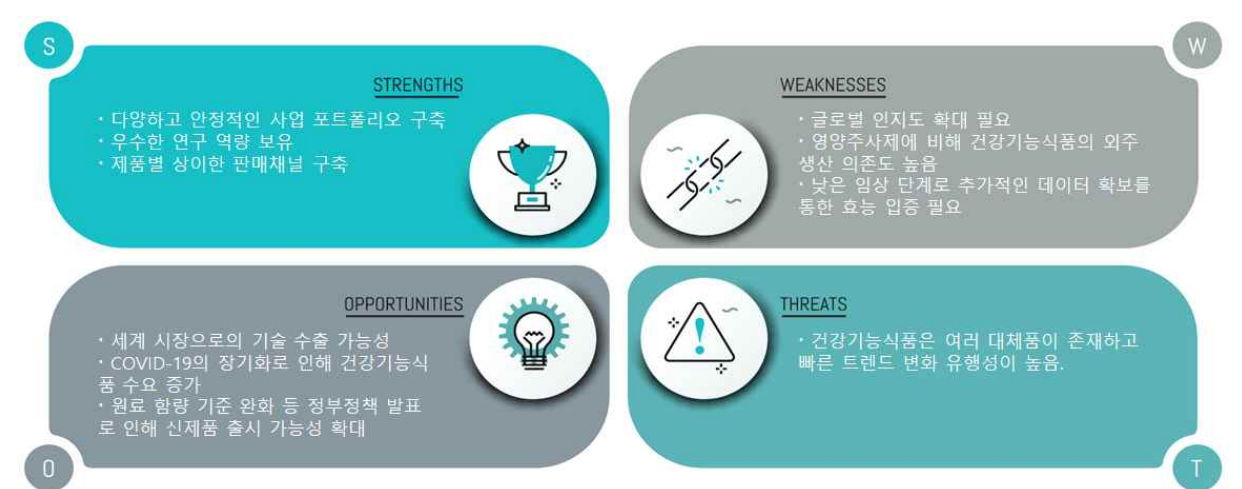 S
STRENGTHS
· 다양하고 안정적인 사업 포트폴리오 구축
· 우수한 연구 역량 보유
· 제품별 상이한 판매채널 구축
W
WEAKNESSES
· 글로벌 인지도 확대 필요
· 영양주사제에 비해 건강기능식품의 외주
생산 의존도 높음
· 낮은 임상 단계로 추가적인 데이터 확보를
통한 효능 입증 필요
OPPORTUNITIES
· 세계 시장으로의 기술 수출 가능성
· COVID-19의 장기화로 인해 건강기능식
품 수요 증가
· 원료 함량 기준 완화 등 정부정책 발표
로 인해 신제품 출시 가능성 확대
O
THREATS
· 건강기능식품은 여러 대체품이 존재하고
빠른 트렌드 변화 유행성이 높음.
T